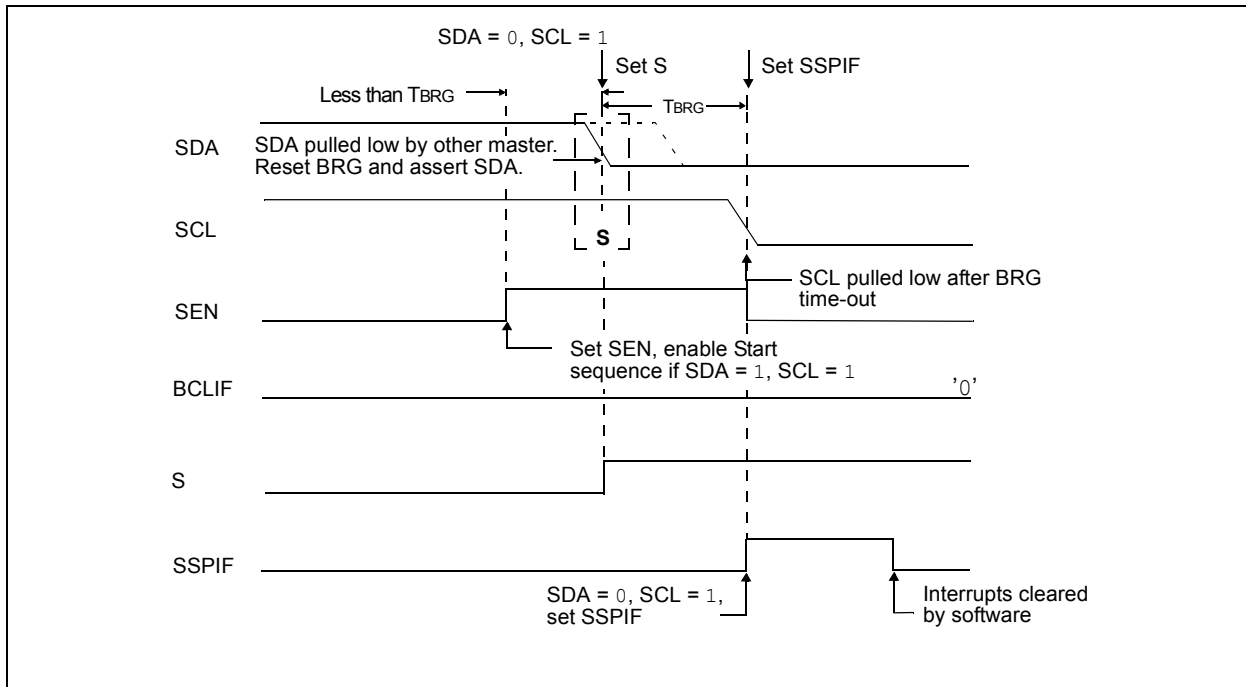 SDA = 0, SCL = 1
Set S
Set SSPIF
Less than TBRG
TBRG
SDA
SDA pulled low by other master.
Reset BRG and assert SDA.
SCL
S
SCL pulled low after BRG
time-out
SEN
Set SEN, enable Start
sequence if SDA = 1, SCL = 1
BCLIF
'0'
S
SSPIF
SDA = 0, SCL = 1,
set SSPIF
Interrupts cleared
by software